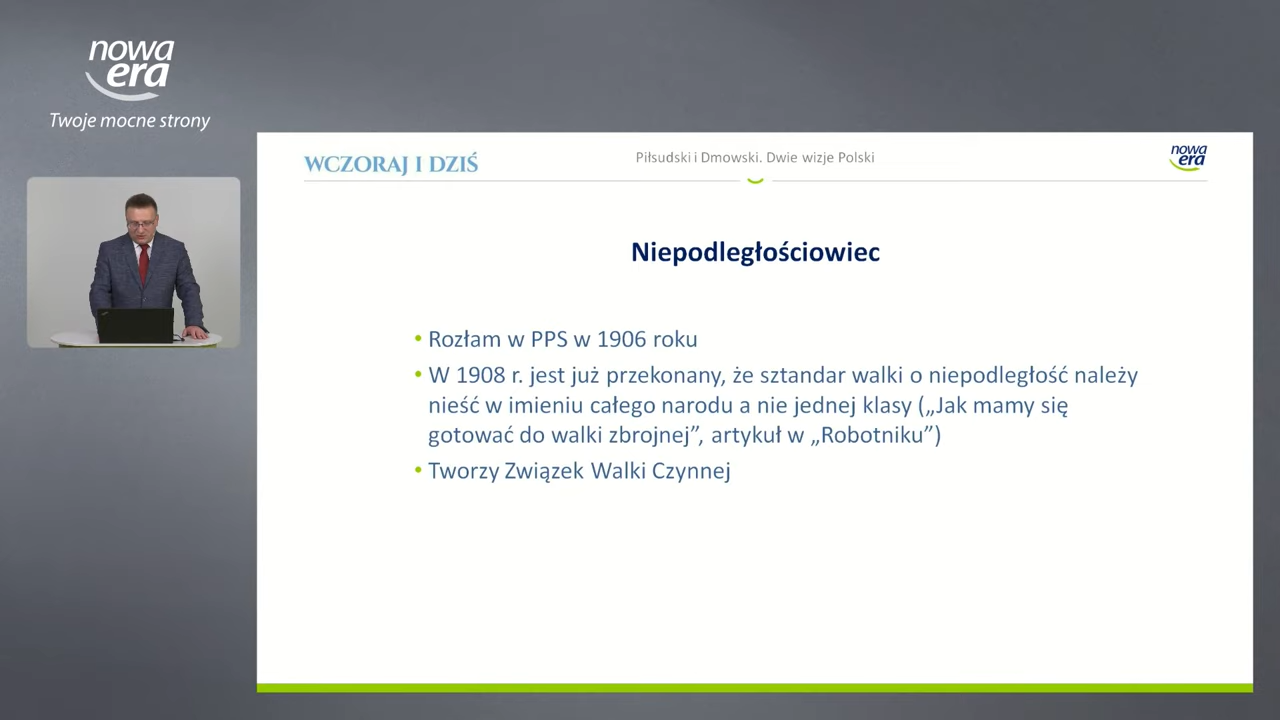 nowa
era
Twoje mocne strony
WCZORAJ I DZIŚ
Piłsudski i Dmowski. Dwie wizje Polski
nowa
era
Niepodległościowiec
• Rozłam w PPS w 1906 roku
• W 1908 r. jest już przekonany, że sztandar walki o niepodległość należy
nieść w imieniu całego narodu a nie jednej klasy („Jak mamy się
gotować do walki zbrojnej”, artykuł w „Robotniku”)
• Tworzy Związek Walki Czynnej